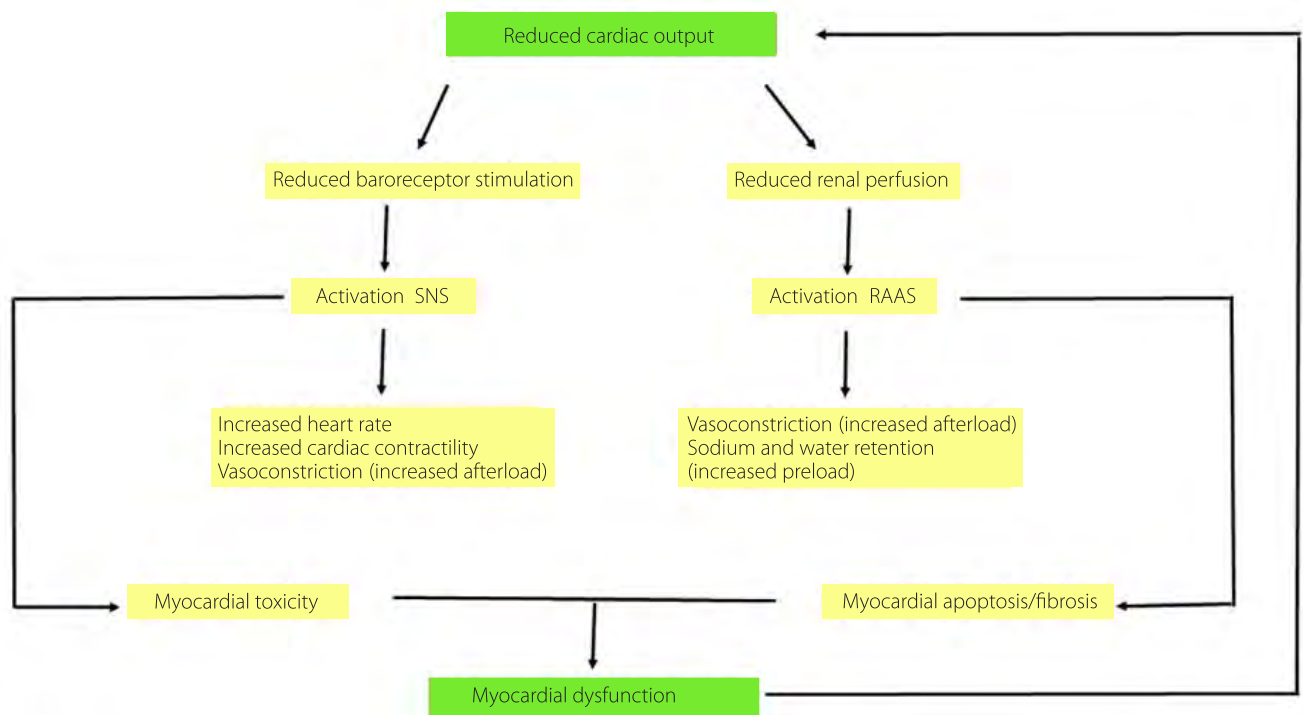 Reduced cardiac output
Reduced baroreceptor stimulation
Reduced renal perfusion
Activation SNS
Activation RAAS
Increased heart rate
Increased cardiac contractility
Vasoconstriction (increased afterload)
Vasoconstriction (increased afterload)
Sodium and water retention
(increased preload)
Myocardial toxicity
Myocardial apoptosis/fibrosis
Myocardial dysfunction